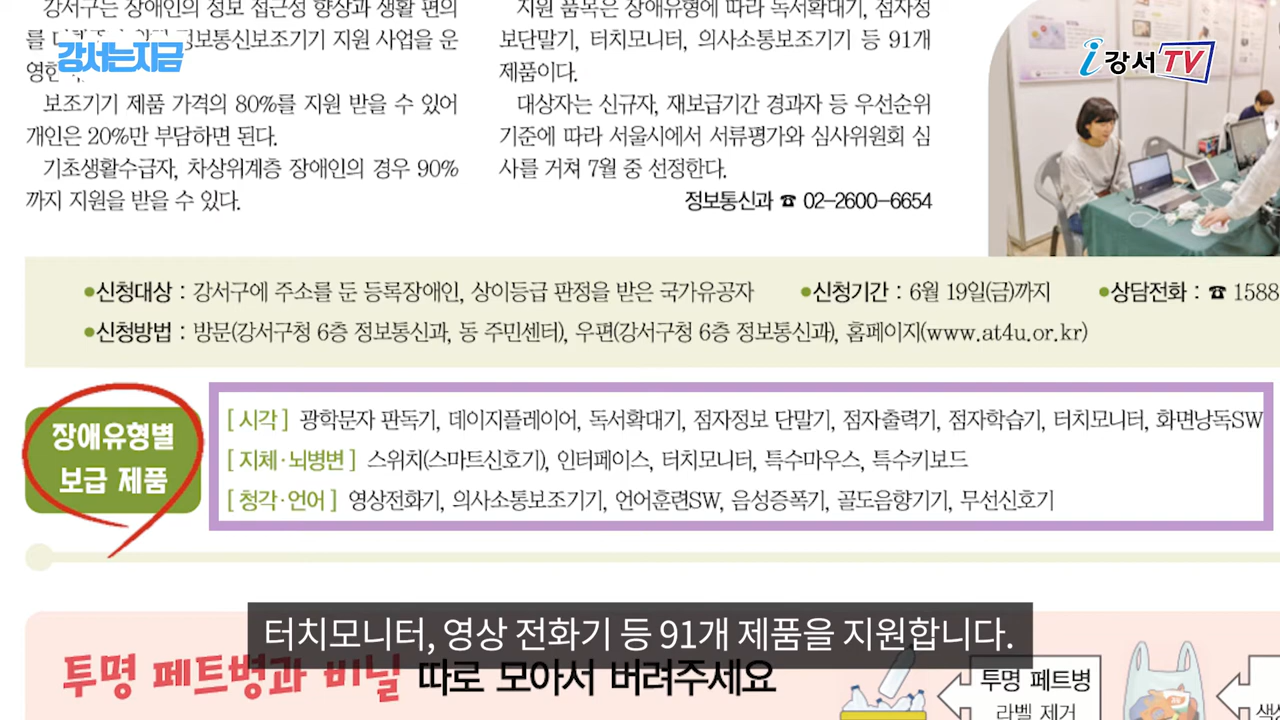 강서구는 장애인의 정보 접근성 향상과 생활 편의
를 정보통신보조기기 지원 사업을 운
보조기기 제품 가격의 80%를 지원 받을 수 있어
개인은 20%만 부담하면 된다.
기초생활수급자, 차상위계층 장애인의 경우 90%
까지 지원을 받을 수 있다.
지원 품목은 장애유형에 따라 독서확대기, 점자정
보단말기, 터치모니터, 의사소통보조기기 등 91개
제품이다.
대상자는 신규자, 재보급기간 경과자 등 우선순위
기준에 따라 서울시에서 서류평가와 심사위원회 심
사를 거쳐 7월 중 선정한다.
정보통신과 ☎ 02-2600-6654
강서는지금
i강서TV
●신청대상 : 강서구에 주소를 둔 등록장애인, 상이등급 판정을 받은 국가유공자 ●신청기간 : 6월 19일(금)까지 ●상담전화 : ☎ 1588
●신청방법 : 방문(강서구청 6층 정보통신과, 동 주민센터), 우편(강서구청 6층 정보통신과), 홈페이지(www.at4u.or.kr)
장애유형별
보급 제품
[ 시각 ] 광학문자 판독기, 데이지플레이어, 독서확대기, 점자정보 단말기, 점자출력기, 점자학습기, 터치모니터, 화면낭독SW
[ 지체·뇌병변 ] 스위치(스마트신호기), 인터페이스, 터치모니터, 특수마우스, 특수키보드
[ 청각·언어 ] 영상전화기, 의사소통보조기기, 언어훈련SW, 음성증폭기, 골도음향기기, 무선신호기
터치모니터, 영상 전화기 등 91개 제품을 지원합니다.
투명 페트병과 비닐 따로 모아서 버려주세요
투명 페트병
라벨 제거